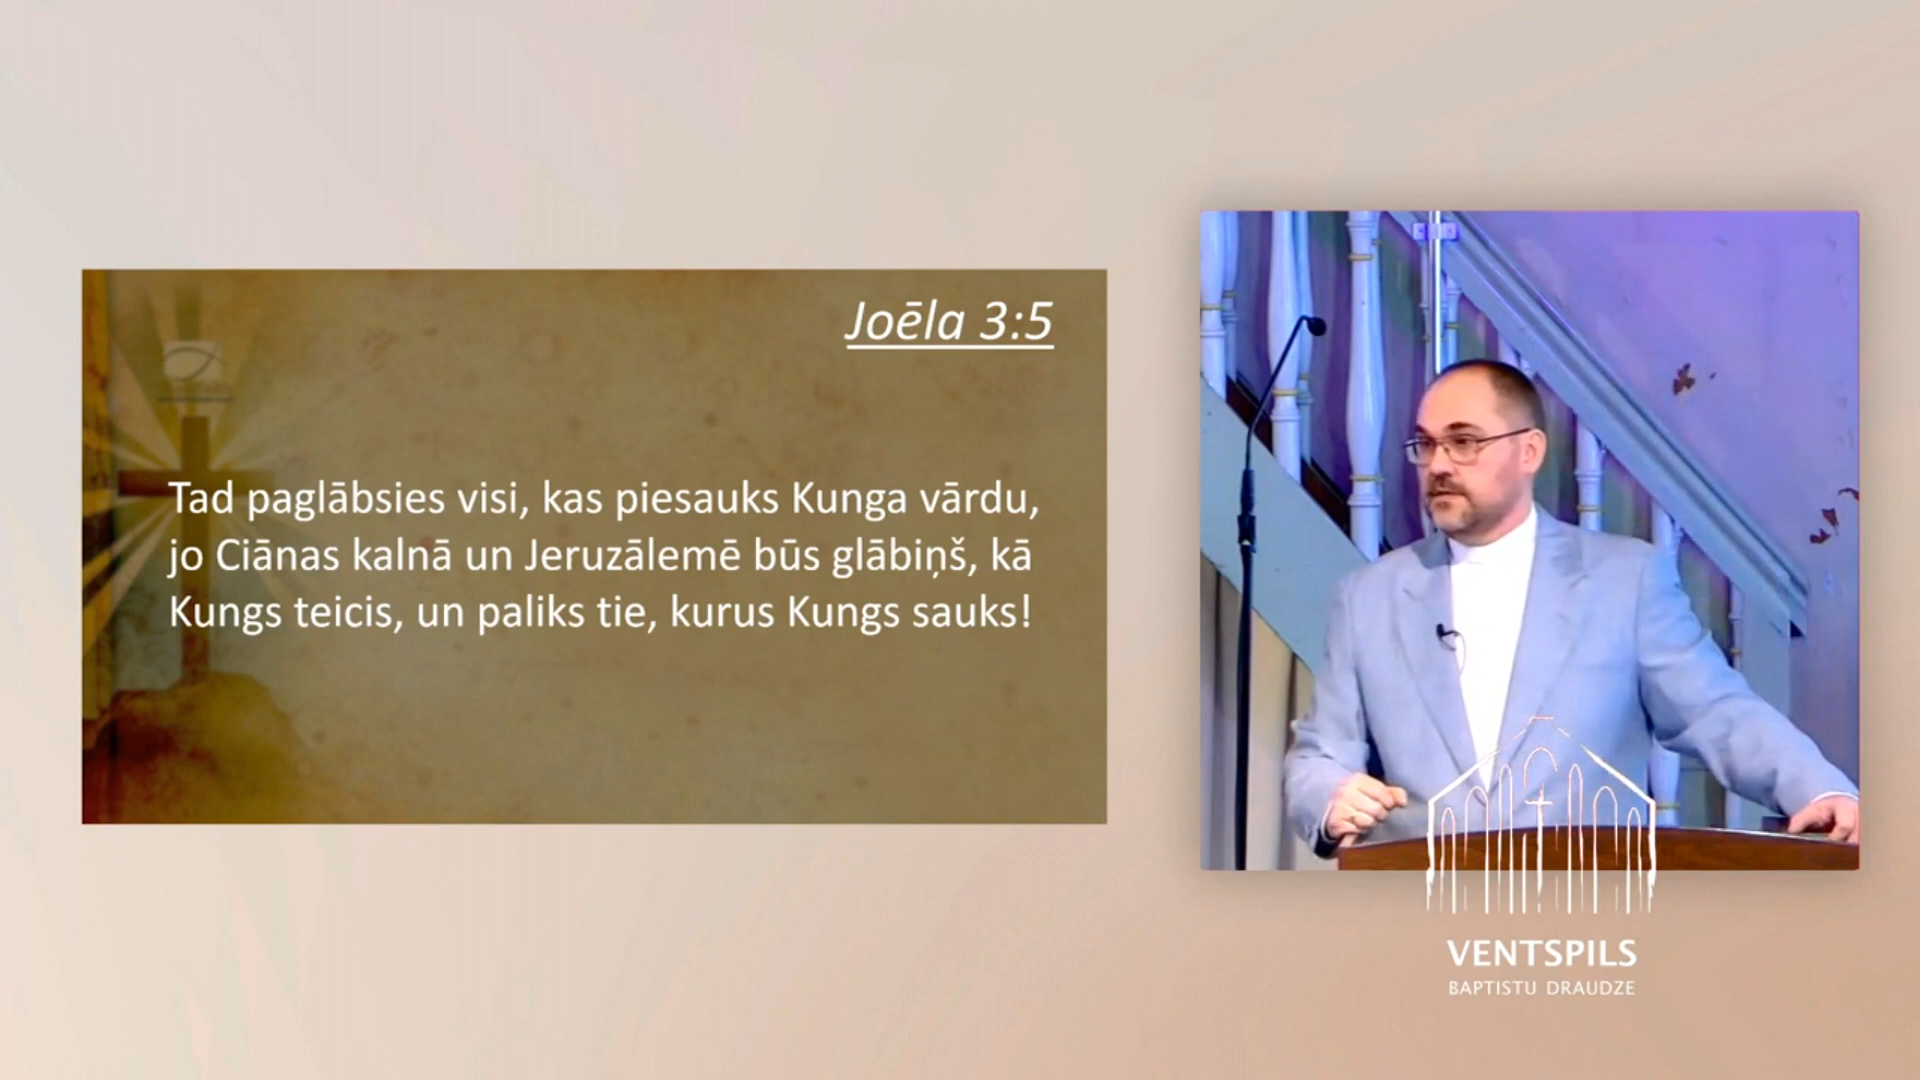 Joēla 3:5
Tad paglābsies visi, kas piesauks Kunga vārdu,
jo Ciānas kalnā un Jeruzālemē būs glābiņš, kā
Kungs teicis, un paliks tie, kurus Kungs sauks!
VENTSPILS
BAPTISTU DRAUDZE